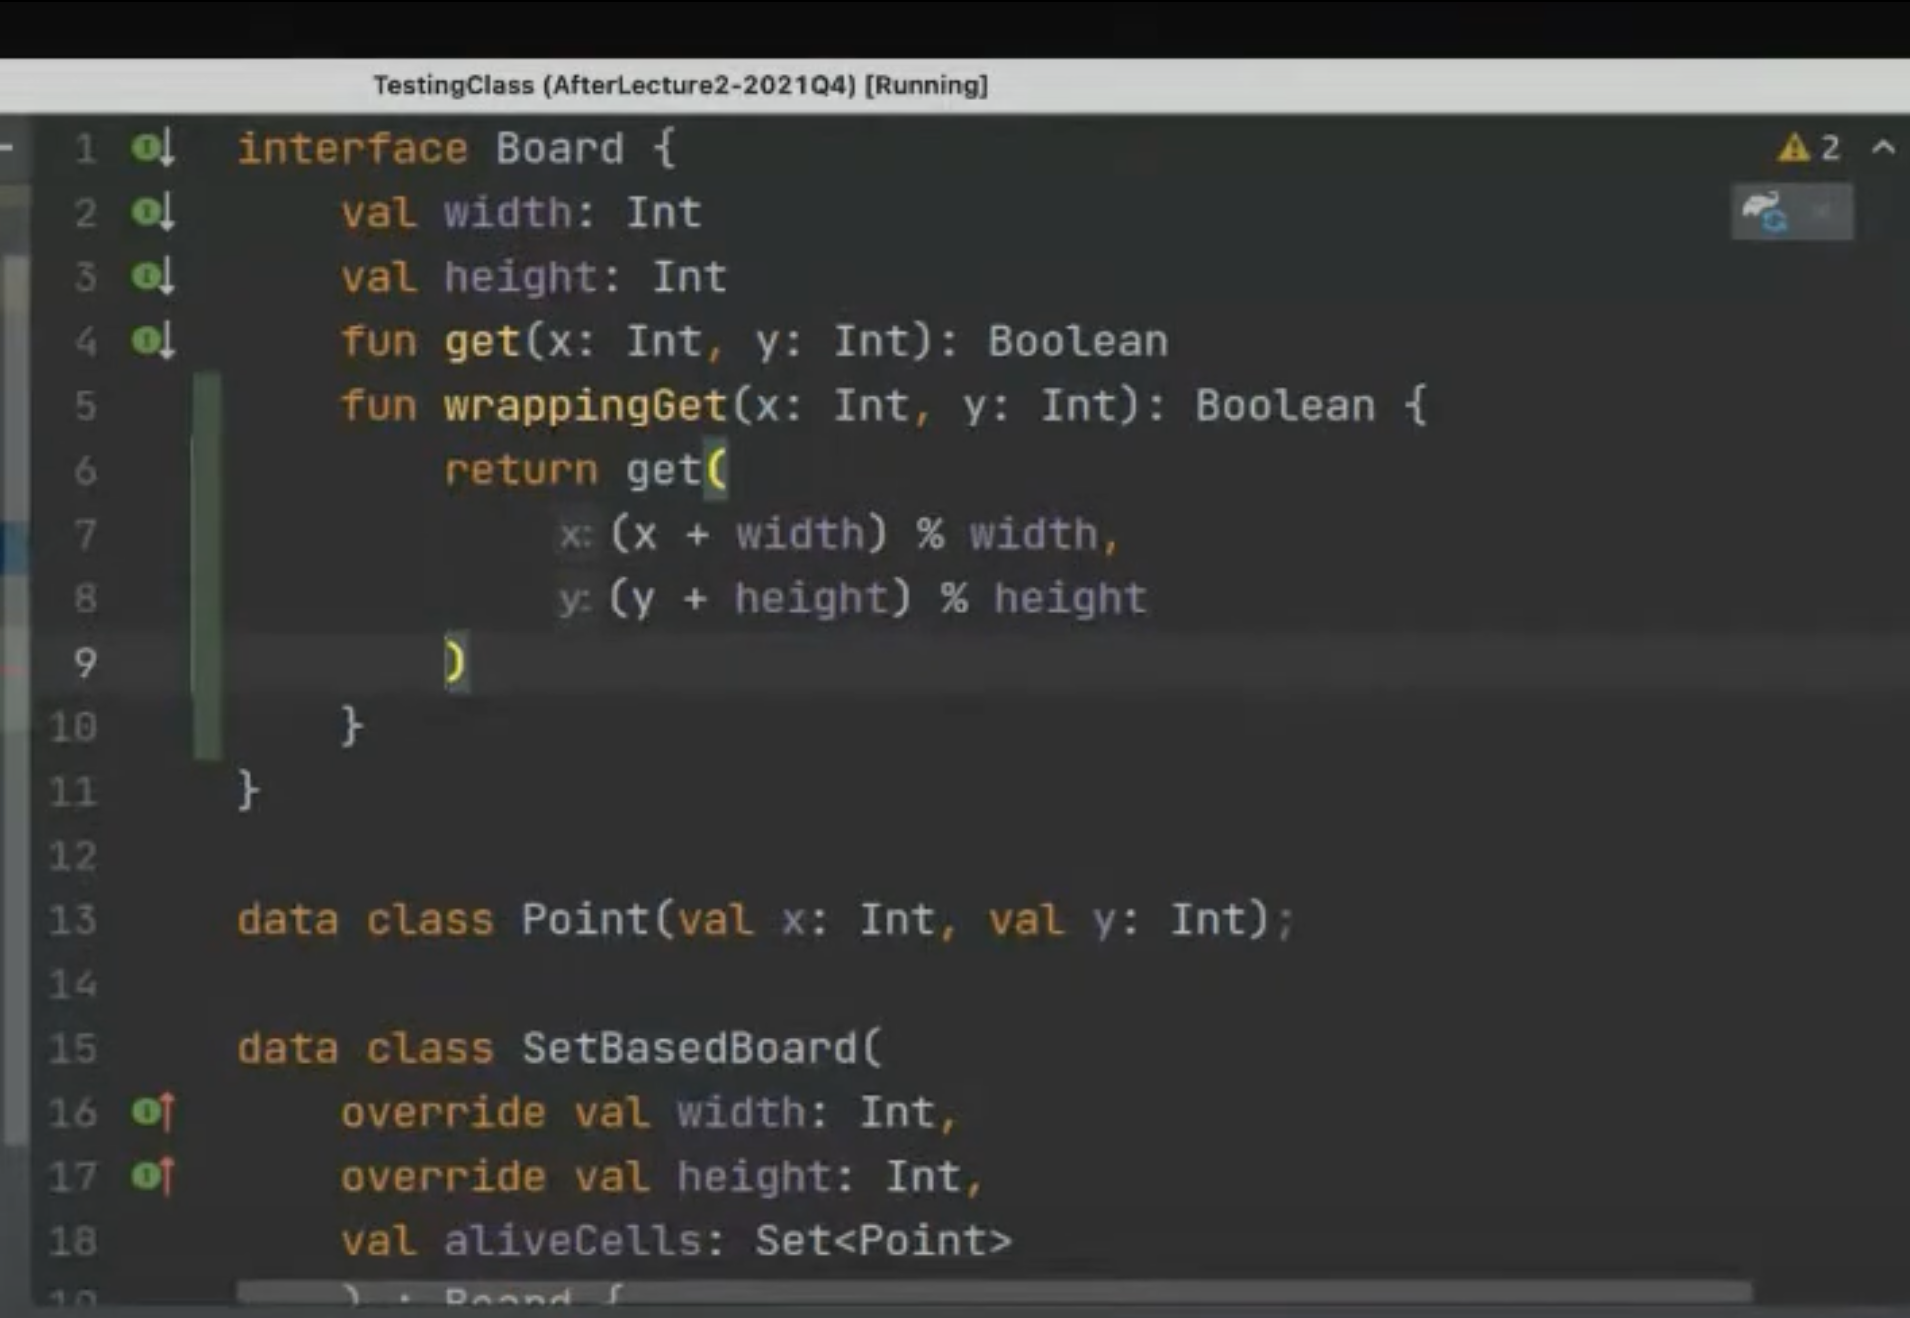 TestingClass (AfterLecture2-2021Q4) [Running]
1 interface Board { 2
2 val width: Int
3 val height: Int
4 fun get(x: Int, y: Int): Boolean
5 fun wrappingGet(x: Int, y: Int): Boolean {
6 return get(
7 x: (x + width) % width,
8 y: (y + height) % height
9 )
10 }
11 }
12
13 data class Point(val x: Int, val y: Int);
14
15 data class SetBasedBoard(
16 override val width: Int,
17 override val height: Int,
18 val aliveCells: Set<Point>
19 ) : Board {